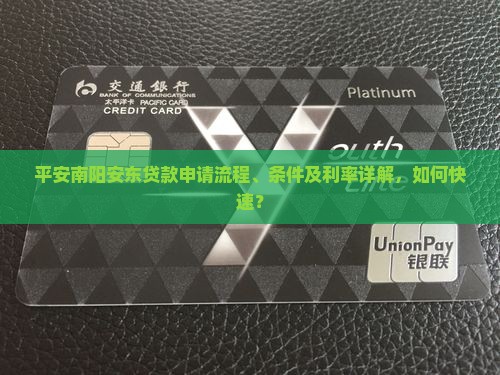 交通銀行
BANK OF COMMUNICATIONS
太平洋卡 PACIFIC CARD
CREDIT CARD
Platinum
outh
平安南阳安东贷款申请流程、条件及利率详解，如何快
速？
UnionPay
银联